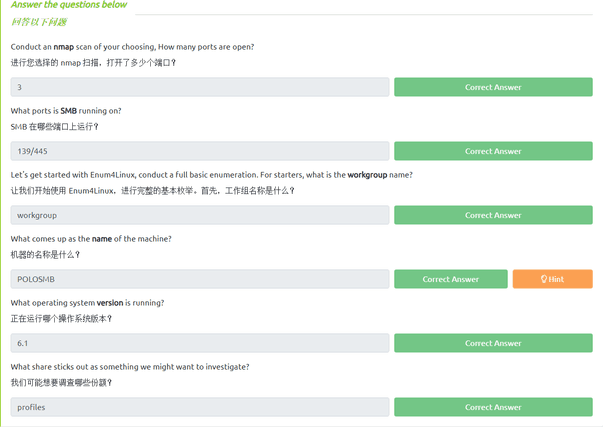 Answer the questions below
回答以下问题
Conduct an nmap scan of your choosing, How many ports are open?
进行您选择的 nmap 扫描，打开了多少个端口？
3
Correct Answer
What ports is SMB running on?
SMB 在哪些端口上运行？
139/445
Correct Answer
Let's get started with Enum4Linux, conduct a full basic enumeration. For starters, what is the workgroup name?
让我们开始使用 Enum4Linux，进行完整的基本枚举。首先，工作组名称是什么？
workgroup
Correct Answer
What comes up as the name of the machine?
机器的名称是什么？
POLOSMB
Correct Answer
Hint
What operating system version is running?
正在运行哪个操作系统版本？
6.1
Correct Answer
What share sticks out as something we might want to investigate?
我们可能想要调查哪些份额？
profiles
Correct Answer